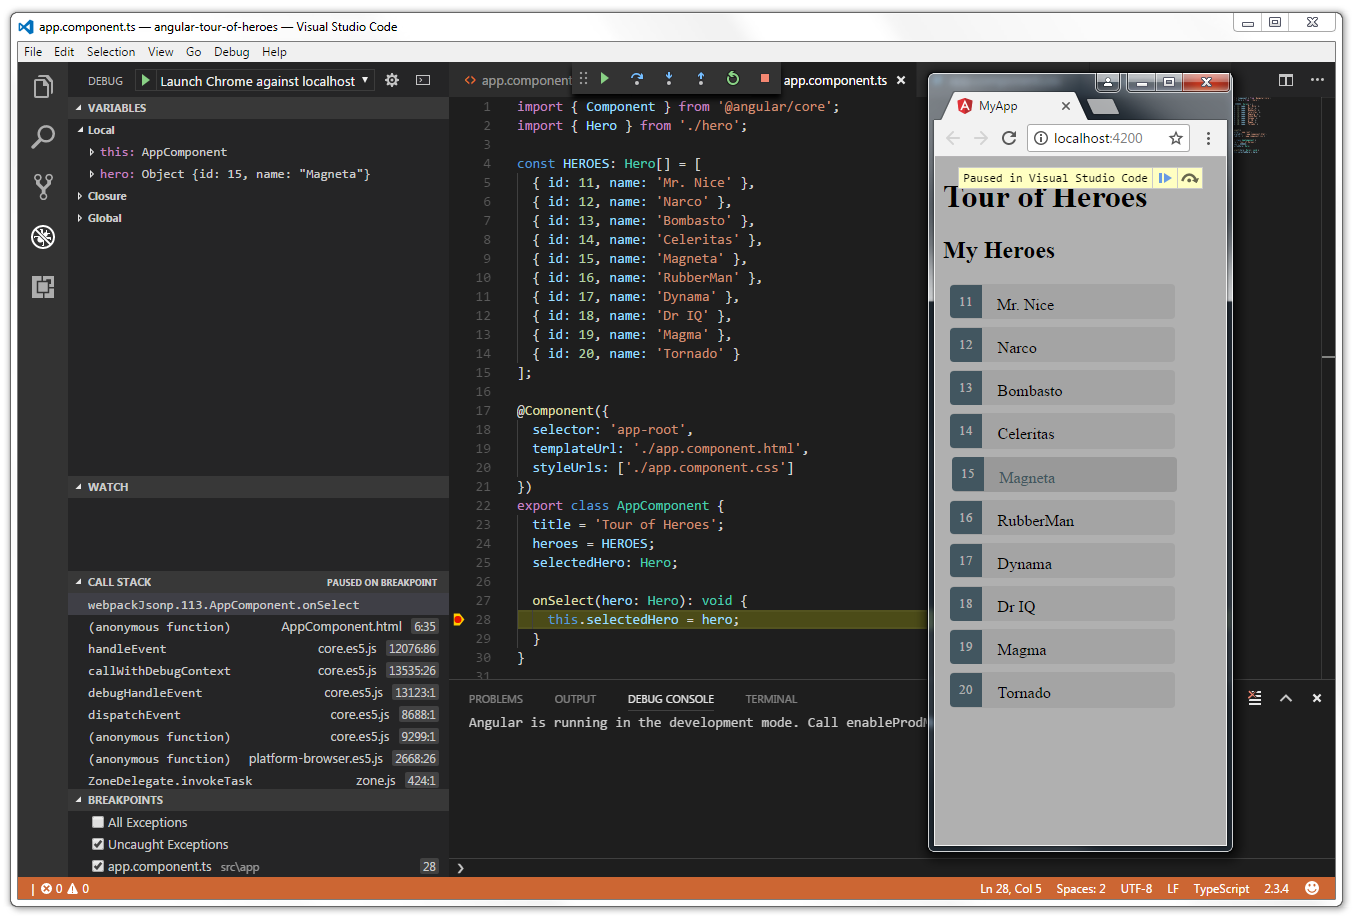 app.component.ts — angular-tour-of-heroes — Visual Studio Code
File Edit Selection View Go Debug Help
DEBUG Launch Chrome against localhost
VARIABLES
Local
this: AppComponent
hero: Object {id: 15, name: "Magneta"}
Closure
Global
WATCH
CALL STACK PAUSED ON BREAKPOINT
webpackJsonp.113.AppComponent.onSelect
(anonymous function) AppComponent.html 6:35
handleEvent core.es5.js 12076:86
callWithDebugContext core.es5.js 13535:26
debugHandleEvent core.es5.js 13123:1
dispatchEvent core.es5.js 8688:1
(anonymous function) core.es5.js 9299:1
(anonymous function) platform-browser.es5.js 2668:26
ZoneDelegate.invokeTask zone.js 424:1
BREAKPOINTS
All Exceptions
Uncaught Exceptions
app.component.ts src\app 28
<> app.component app.component.ts
1 import { Component } from '@angular/core';
2 import { Hero } from './hero';
3
4 const HEROES: Hero[] = [
5 { id: 11, name: 'Mr. Nice' },
6 { id: 12, name: 'Narco' },
7 { id: 13, name: 'Bombasto' },
8 { id: 14, name: 'Celeritas' },
9 { id: 15, name: 'Magneta' },
10 { id: 16, name: 'RubberMan' },
11 { id: 17, name: 'Dynama' },
12 { id: 18, name: 'Dr IQ' },
13 { id: 19, name: 'Magma' },
14 { id: 20, name: 'Tornado' }
15 ];
16
17 @Component({
18 selector: 'app-root',
19 templateUrl: './app.component.html',
20 styleUrls: ['./app.component.css']
21 })
22 export class AppComponent {
23 title = 'Tour of Heroes';
24 heroes = HEROES;
25 selectedHero: Hero;
26
27 onSelect(hero: Hero): void {
28 this.selectedHero = hero;
29 }
30 }
31
PROBLEMS OUTPUT DEBUG CONSOLE TERMINAL
Angular is running in the development mode. Call enableProdM
MyApp
localhost:4200
Paused in Visual Studio Code
Tour of Heroes
My Heroes
11 Mr. Nice
12 Narco
13 Bombasto
14 Celeritas
15 Magneta
16 RubberMan
17 Dynama
18 Dr IQ
19 Magma
20 Tornado
0 0 Ln 28, Col 5 Spaces: 2 UTF-8 LF TypeScript 2.3.4